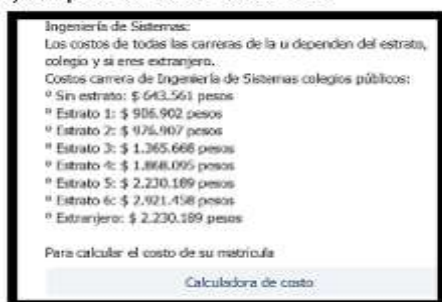 Ingeniería de Sistemas:
Los costos de todas las carreras de la u dependen del estrato,
colegio y si eres extranjero.
Costos carrera de Ingeniería de Sistemas colegios públicos:
º Sin estrato: $ 643.561 pesos
º Estrato 1: $ 906.902 pesos
º Estrato 2: $ 976.907 pesos
º Estrato 3: $ 1.365.668 pesos
º Estrato 4: $ 1.868.095 pesos
º Estrato 5: $ 2.230.189 pesos
º Estrato 6: $ 2.921.458 pesos
º Extranjero: $ 2.230.189 pesos
Para calcular el costo de su matricula
Calculadora de costo